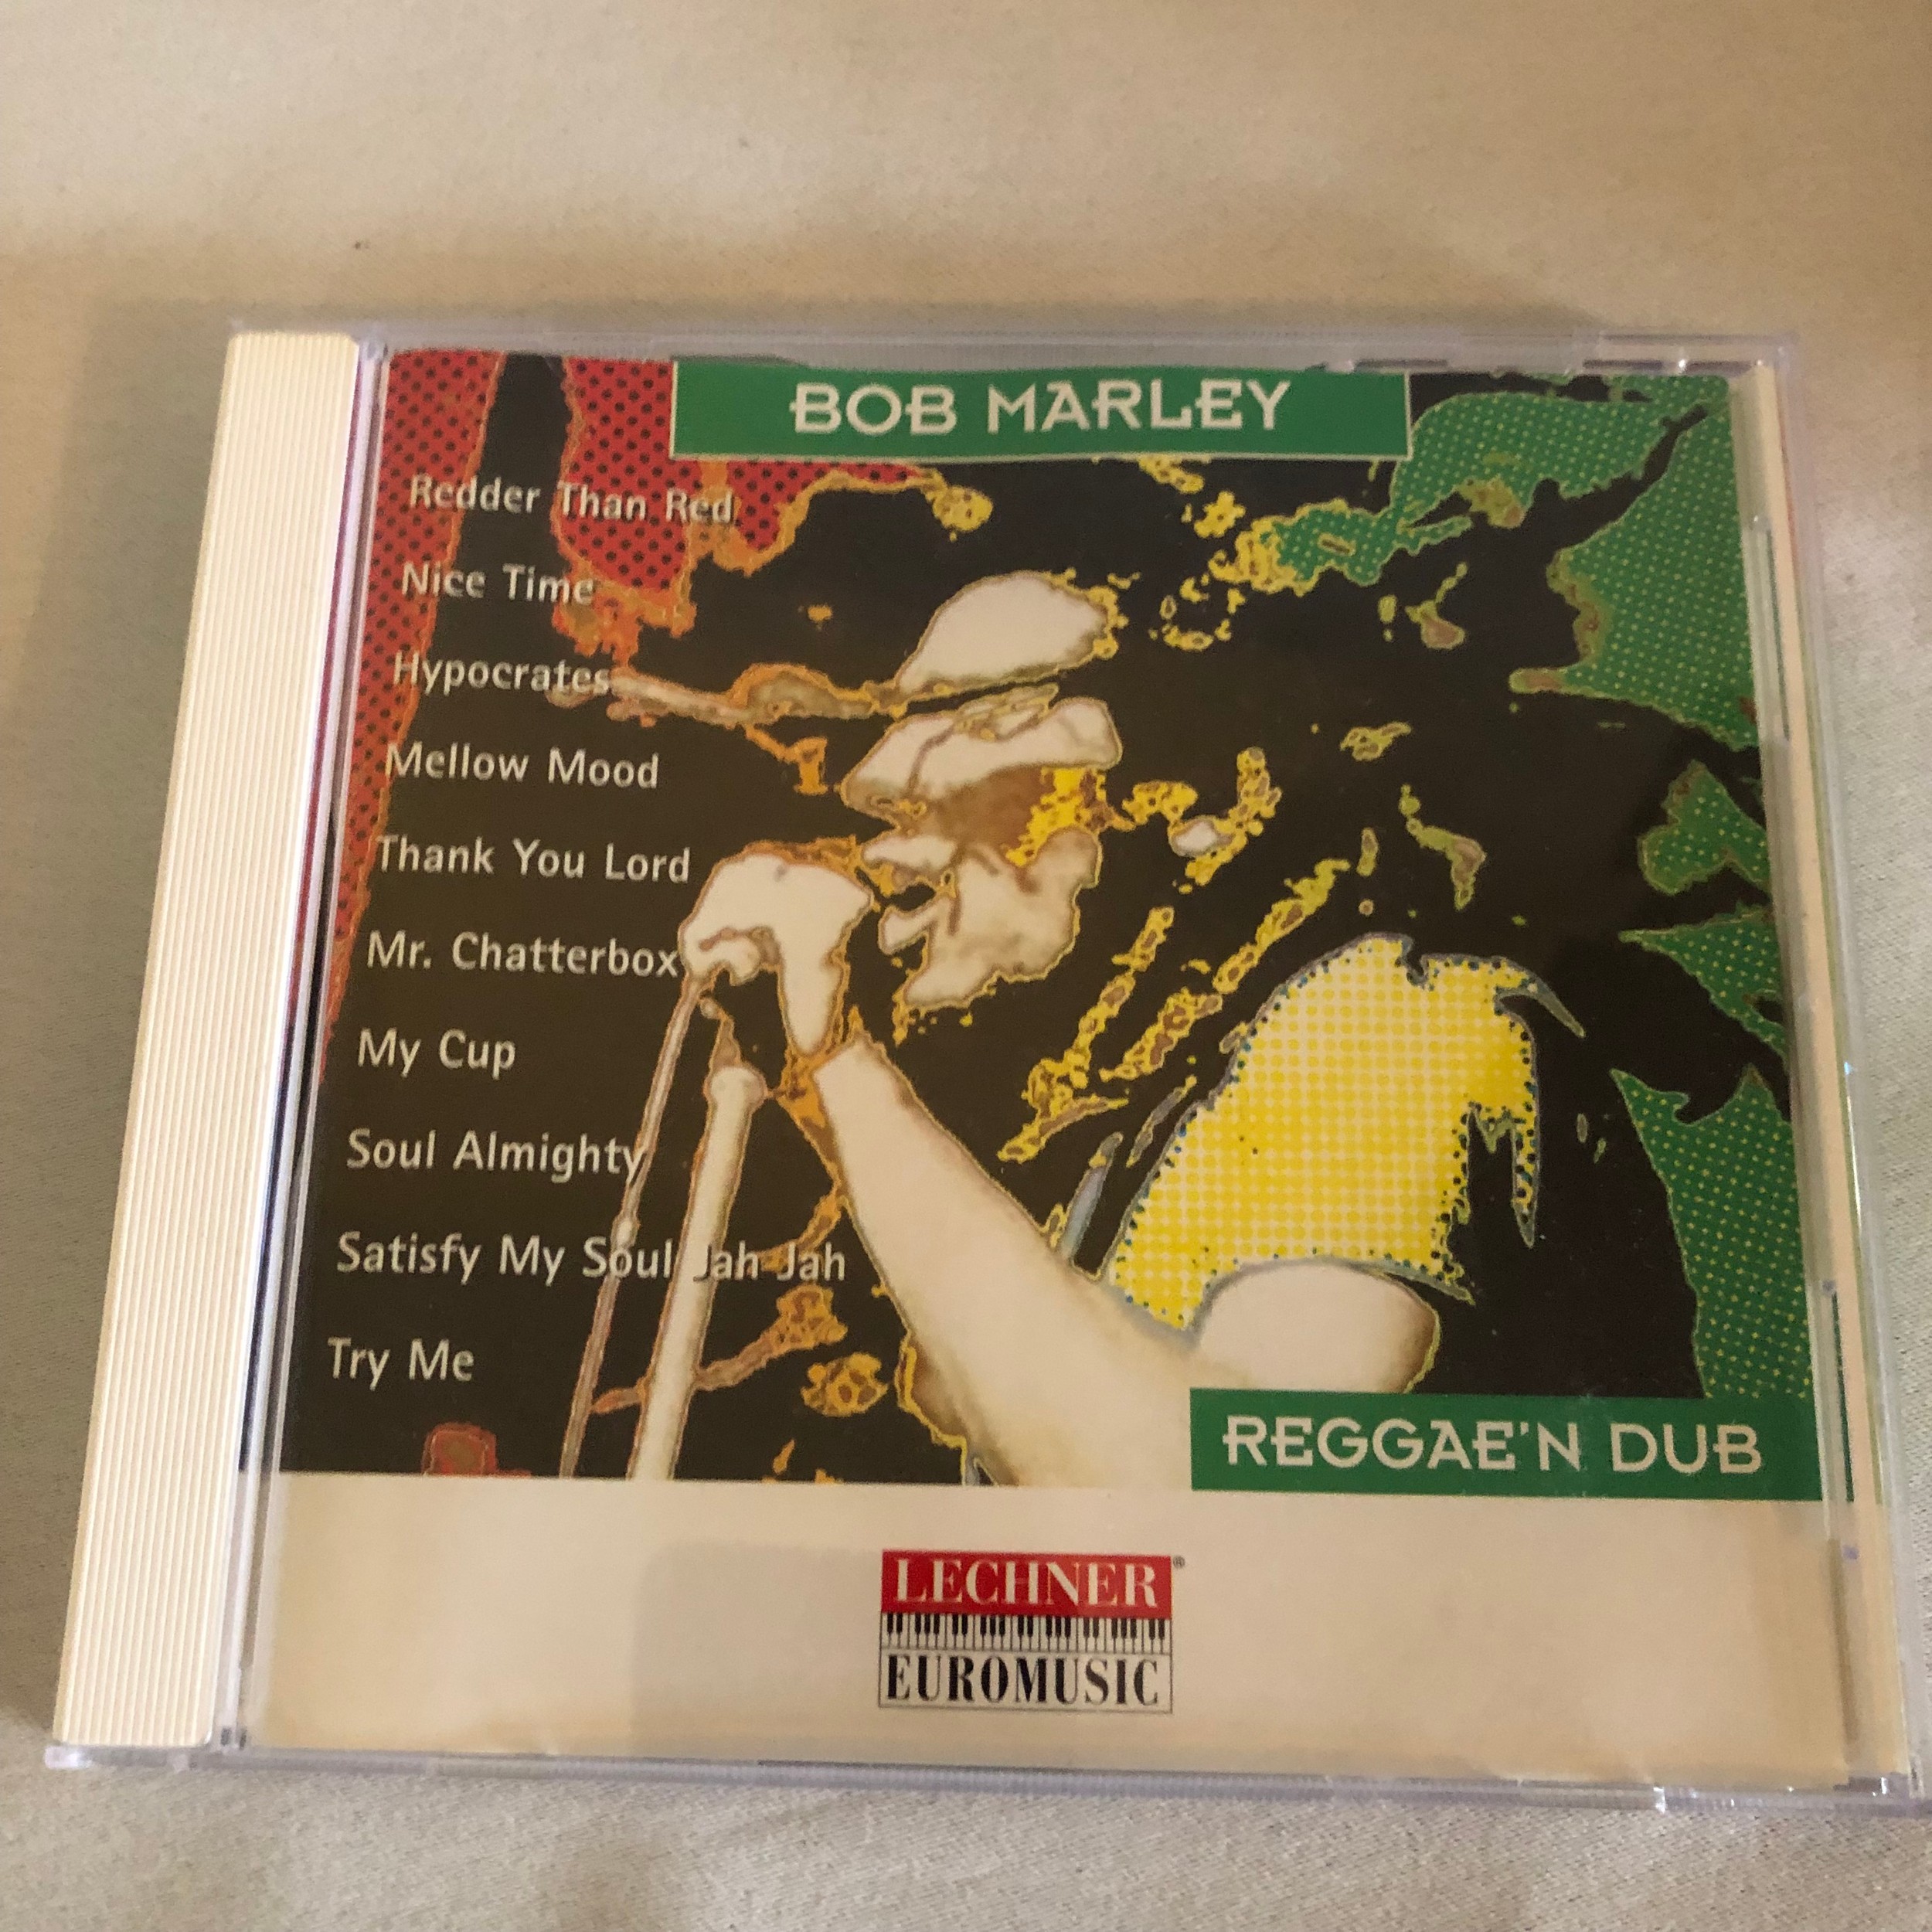 BOB MARLEY
Redder Than Red
Nice Time
Hypocrates
Mellow Mood
Thank You Lord
Mr. Chatterbox
My Cup
Soul Almighty
Satisfy My Soul Jah Jah
Try Me
REGGAE'N DUB
LECHNER®
EUROMUSIC